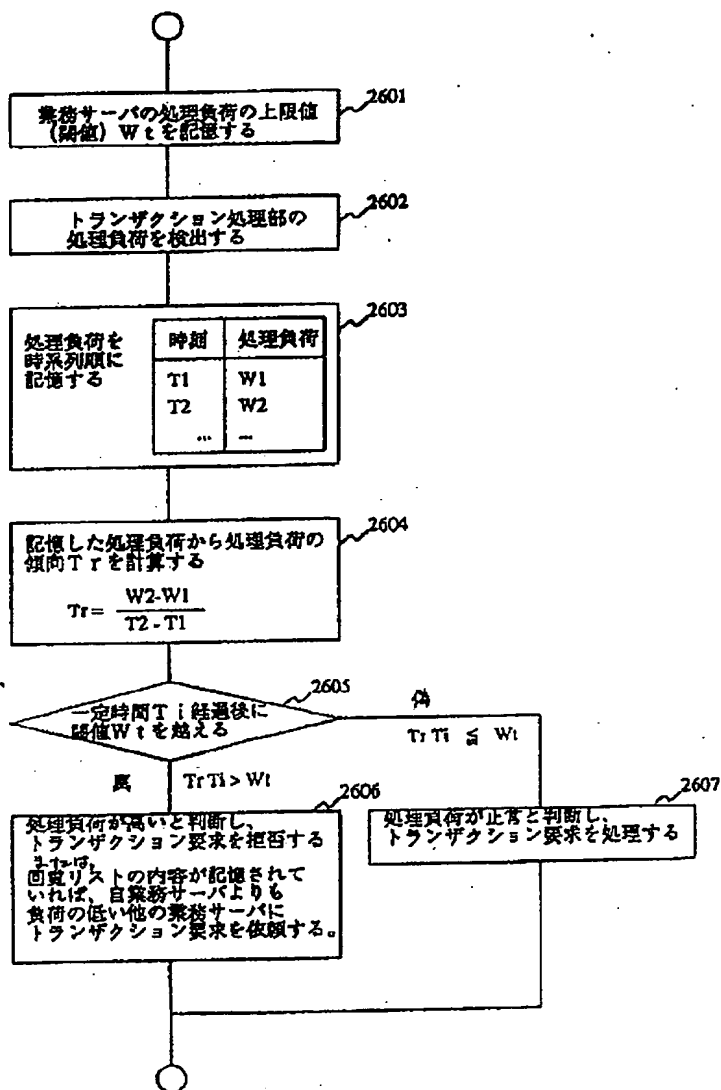 2601
業務サーバの処理負荷の上限値
(閾値)Wtを記憶する
2602
トランザクション処理部の
処理負荷を検出する
2603
処理負荷を
時系列順に
記憶する
時刻 処理負荷
T1 W1
T2 W2
... ...
2604
記憶した処理負荷から処理負荷の
傾向Trを計算する
Tr= W2-W1
T2-T1
2605
一定時間Ti経過後に
閾値Wtを越える
偽
Tr Ti ≦ Wt
真 Tr Ti > Wt
2606
処理負荷が高いと判断し、
トランザクション要求を拒否する
または、
回覧リストの内容が記憶されて
いれば、自業務サーバよりも
負荷の低い他の業務サーバに
トランザクション要求を依頼する。
2607
処理負荷が正常と判断し、
トランザクション要求を処理する